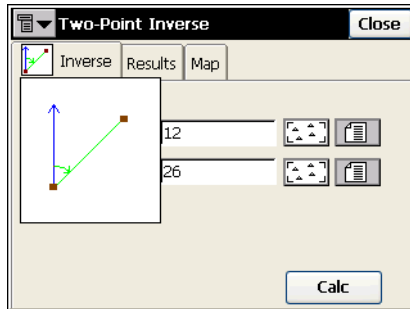 Two-Point Inverse Close
Inverse Results Map
12
26
Calc